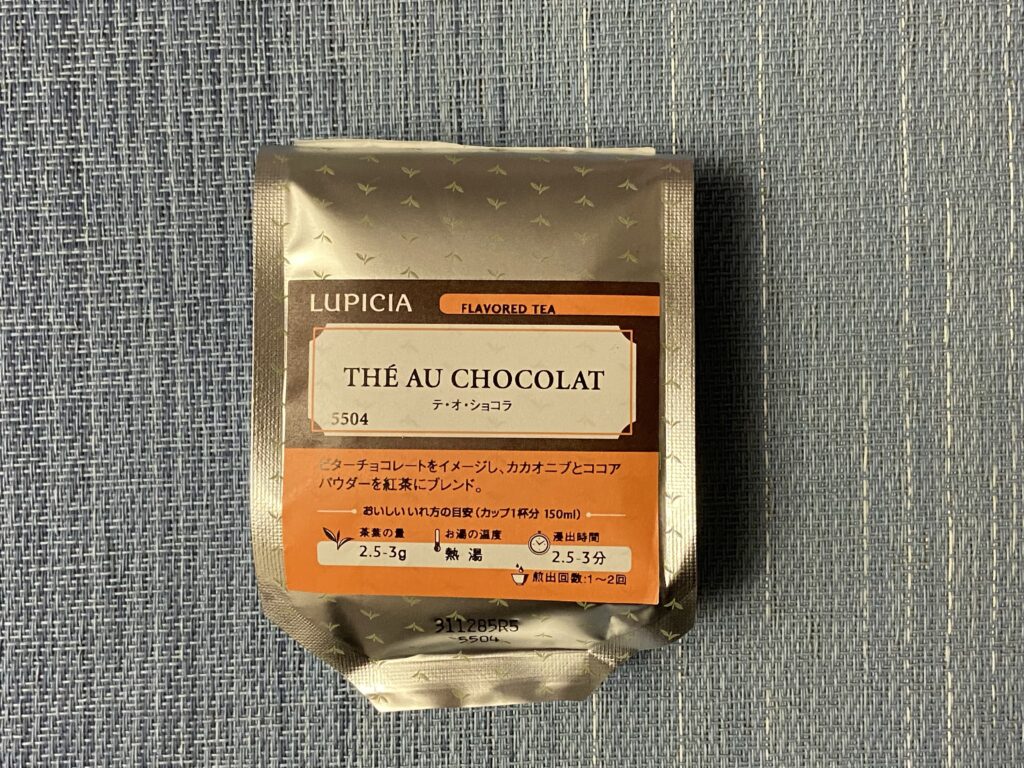 LUPICIA
FLAVORED TEA
THÉ AU CHOCOLAT
テ・オ・ショコラ
5504
ビターチョコレートをイメージし、カカオニブとココア
パウダーを紅茶にブレンド。
おいしいいれ方の目安(カップ1杯分 150ml)
茶葉の量 お湯の温度 浸出時間
2.5-3g 熱湯 2.5-3分
煎出回数:1~2回
311285R5
5504